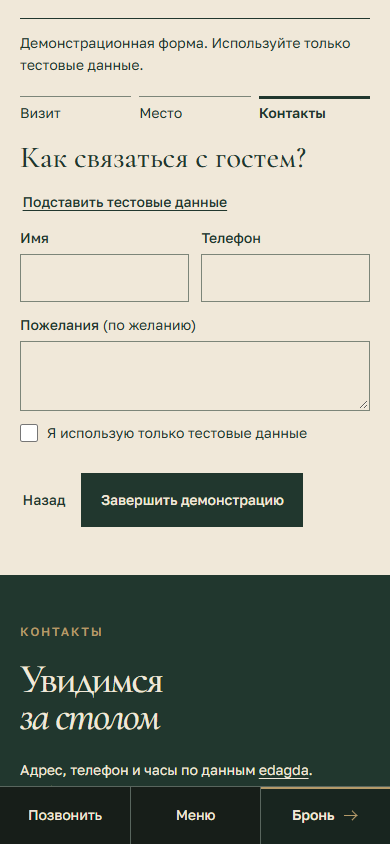 Демонстрационная форма. Используйте только
тестовые данные.
Визит
Место
Контакты
Как связаться с гостем?
Подставить тестовые данные
Имя
Телефон
Пожелания (по желанию)
Я использую только тестовые данные
Назад
Завершить демонстрацию
КОНТАКТЫ
Увидимся
за столом
Адрес, телефон и часы по данным edagda.
Позвонить
Меню
Бронь →